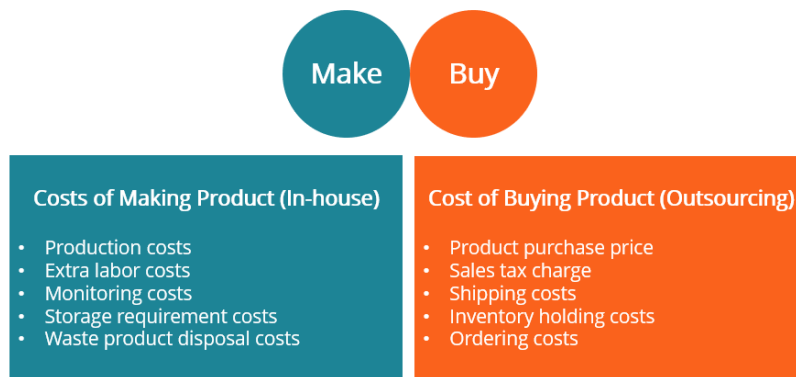 Make
Buy
Costs of Making Product (In-house)
• Production costs
• Extra labor costs
• Monitoring costs
• Storage requirement costs
• Waste product disposal costs
Cost of Buying Product (Outsourcing)
• Product purchase price
• Sales tax charge
• Shipping costs
• Inventory holding costs
• Ordering costs